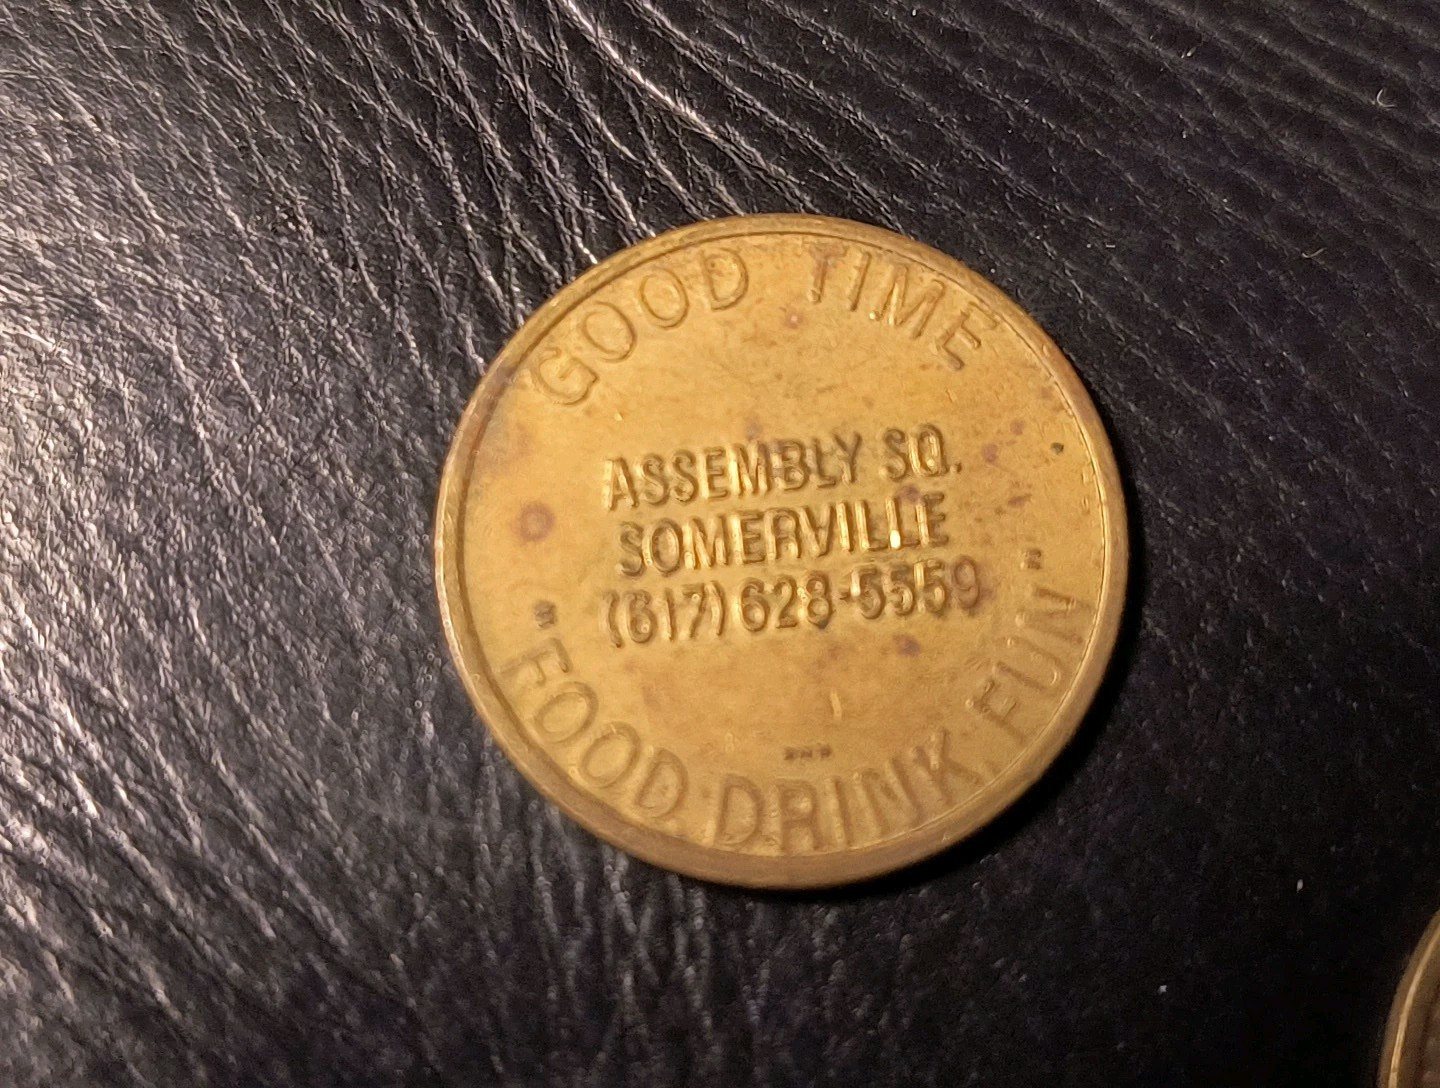 GOOD TIME
ASSEMBLY SQ.
SOMERVILLE
(617) 628-5559
"FOOD, DRINK, FUN"